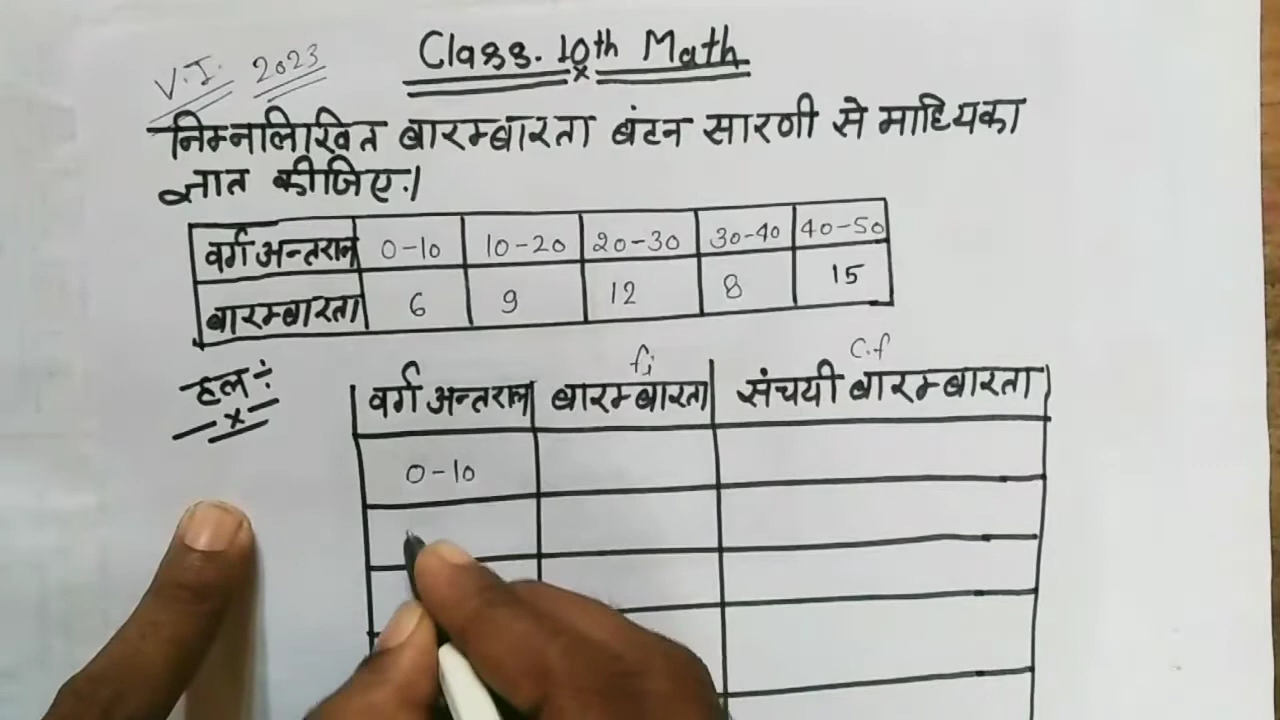 V.I. 2023
Class. 10th Math
निम्नलिखित बारम्बारता बंटन सारणी से माध्यिका
ज्ञात कीजिए।
वर्ग अन्तराल 0-10 10-20 20-30 30-40 40-50
बारम्बारता 6 9 12 8 15
हल÷
fi c.f
वर्ग अन्तराल बारम्बारता संचयी बारम्बारता
0-10